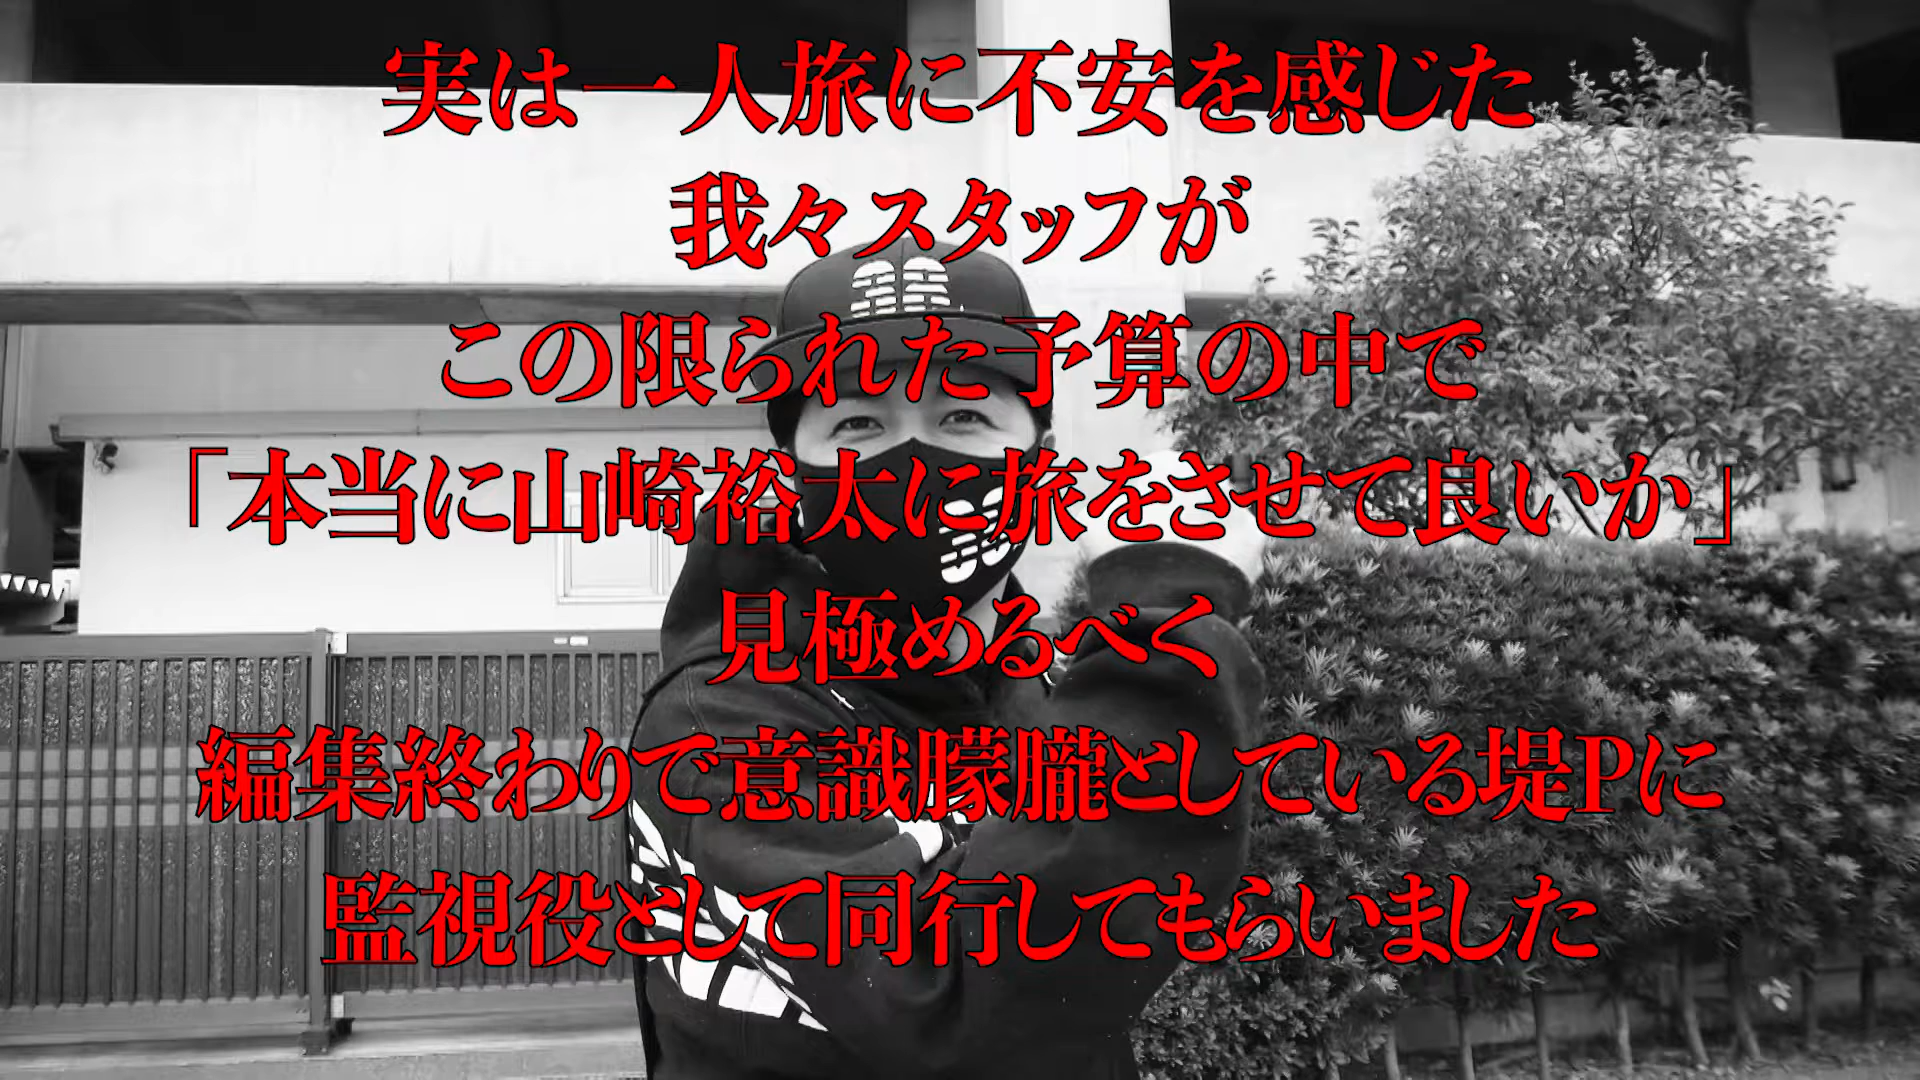 実は一人旅に不安を感じた
我々スタッフが
この限られた予算の中で
「本当に山崎裕太に旅をさせて良いか」
見極めるべく
編集終わりで意識朦朧としている堤Pに
監視役として同行してもらいました